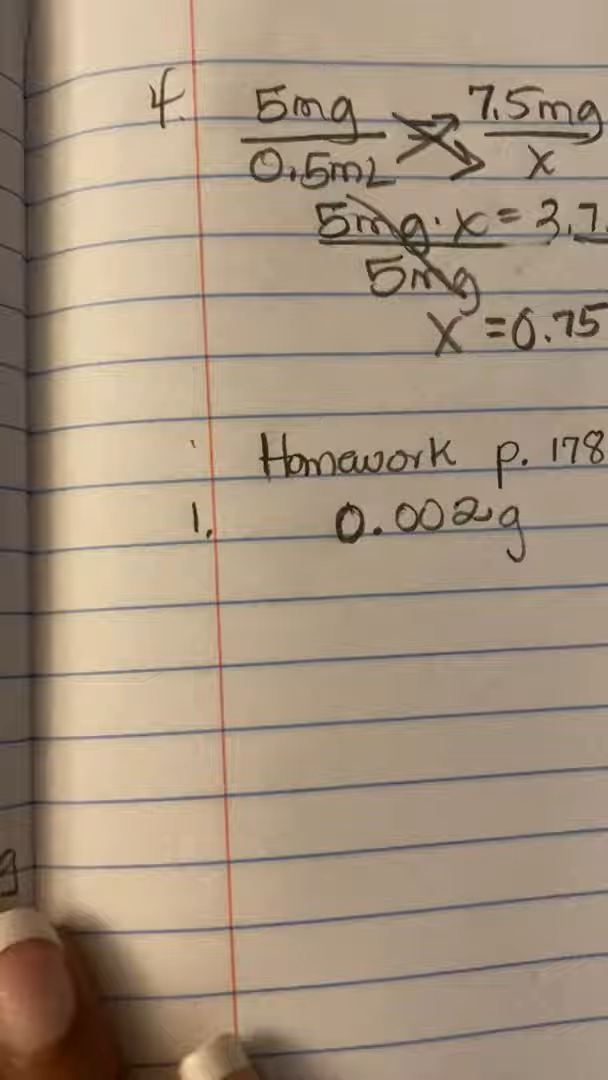 4. 5mg 7.5mg
0.5mL x
5mg · x = 3.7
5mg
x = 0.75
Homework p. 178
1. 0.002g
g